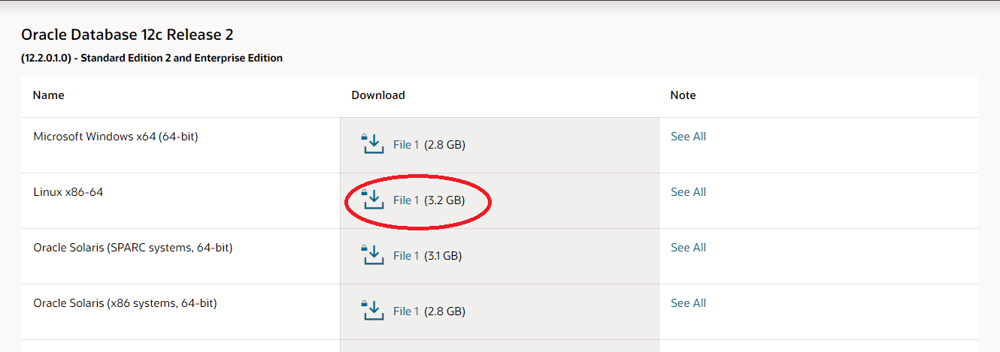 Oracle Database 12c Release 2
(12.2.0.1.0) - Standard Edition 2 and Enterprise Edition
Name Download Note
Microsoft Windows x64 (64-bit) File 1 (2.8 GB) See All
Linux x86-64 File 1 (3.2 GB) See All
Oracle Solaris (SPARC systems, 64-bit) File 1 (3.1 GB) See All
Oracle Solaris (x86 systems, 64-bit) File 1 (2.8 GB) See All